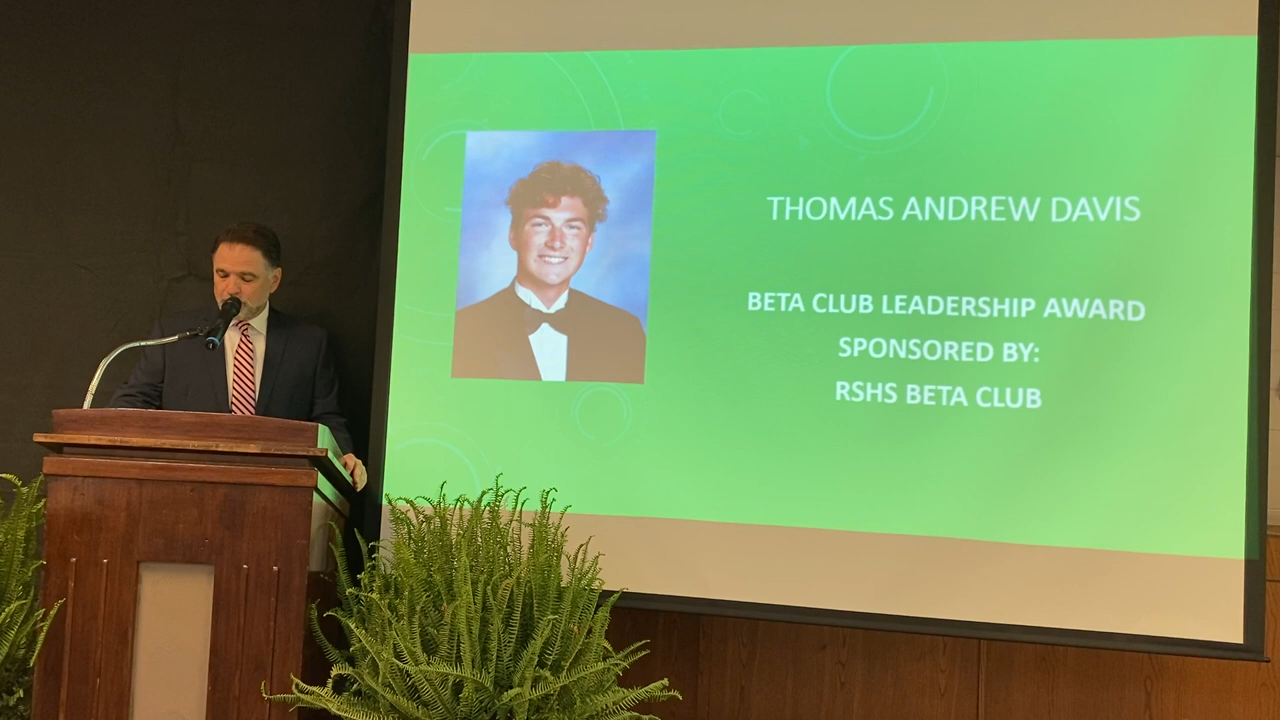 THOMAS ANDREW DAVIS
BETA CLUB LEADERSHIP AWARD
SPONSORED BY:
RSHS BETA CLUB